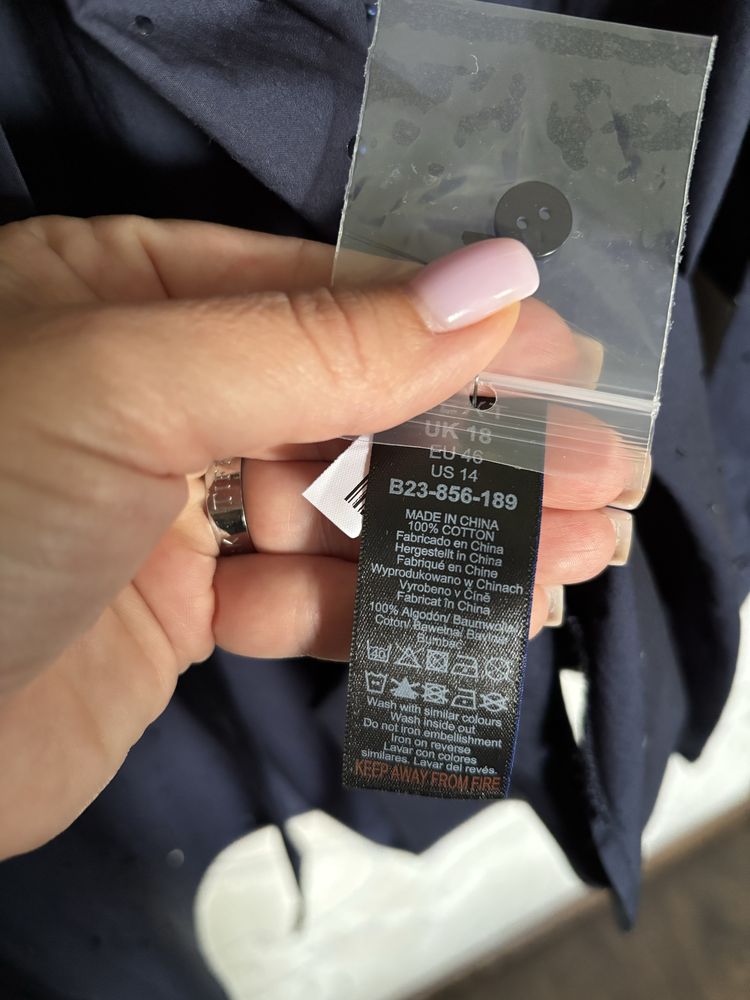 UK 18
EU 46
US 14
B23-856-189
MADE IN CHINA
100% COTTON
Fabricado en China
Hergestellt in China
Fabriqué en Chine
Wyprodukowano w Chinach
Vyrobeno v Číně
Fabricat în China
100% Algodón/ Baumwolle/
Coton/ Bawełna/ Bavlna/
Bumbac
40
Wash with similar colours
Wash inside out
Do not iron embellishment
Iron on reverse
Lavar con colores
similares. Lavar del revés.
KEEP AWAY FROM FIRE